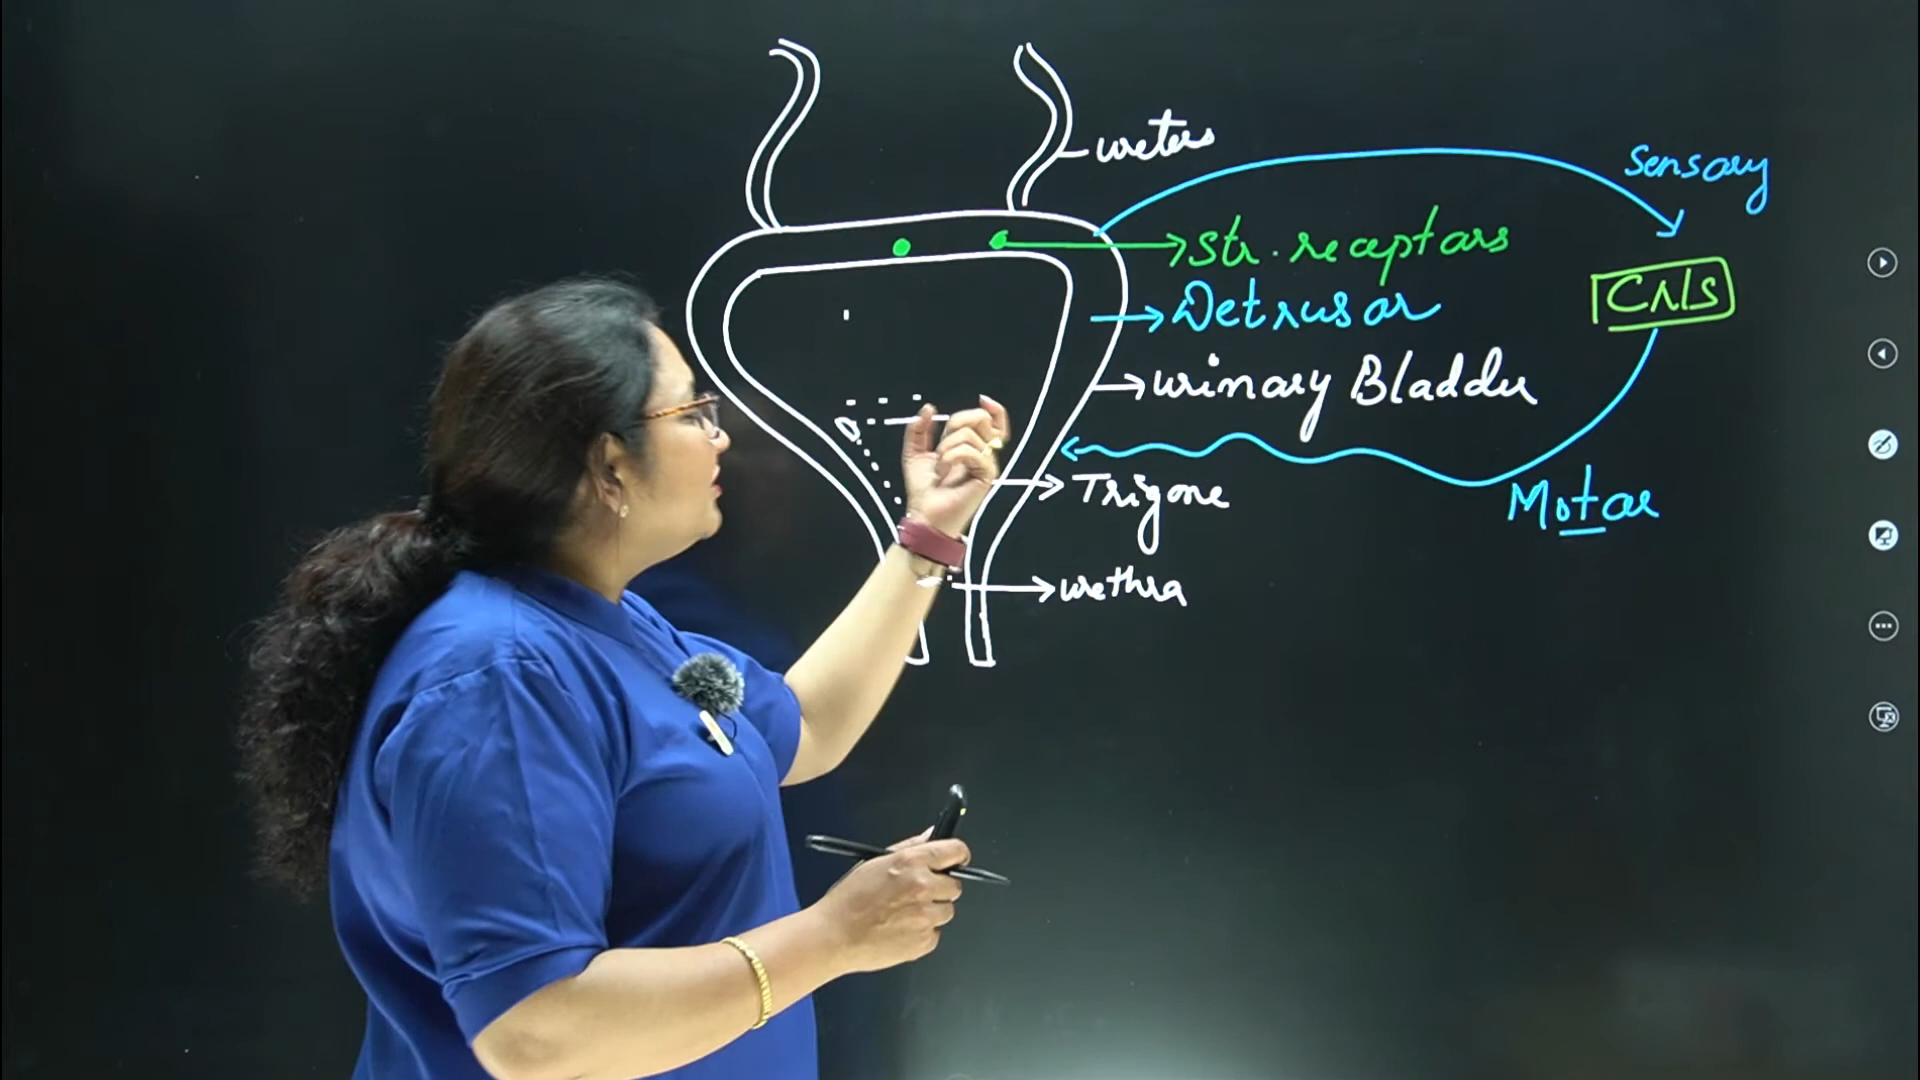 ureters
Sensory
Str. receptors
CNS
Detrusor
urinary Bladder
Trigone
Motor
urethra